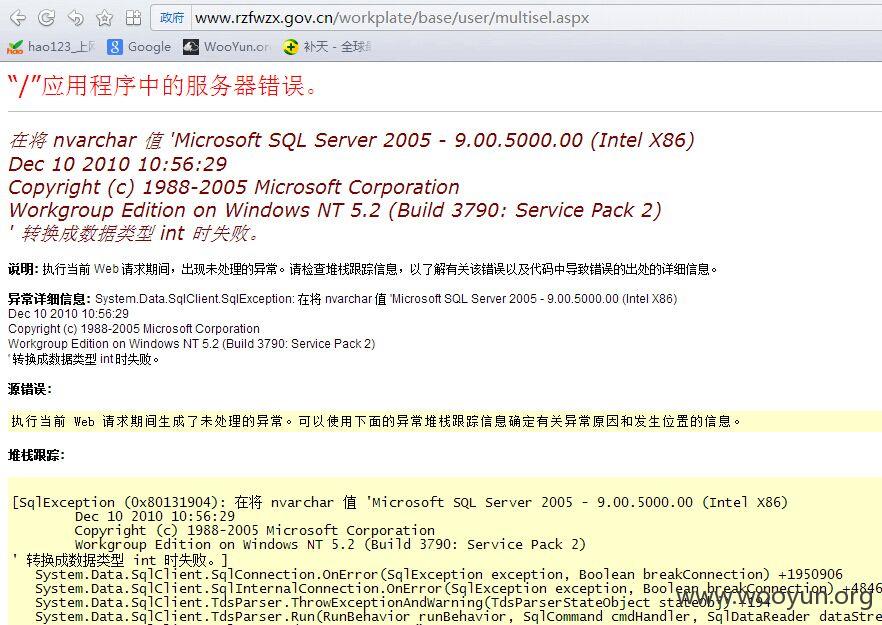 政府 www.rzfwzx.gov.cn/workplate/base/user/multisel.aspx
hao123_上 Google WooYun.or 补天 - 全球
“/”应用程序中的服务器错误。
在将 nvarchar 值 'Microsoft SQL Server 2005 - 9.00.5000.00 (Intel X86)
Dec 10 2010 10:56:29
Copyright (c) 1988-2005 Microsoft Corporation
Workgroup Edition on Windows NT 5.2 (Build 3790: Service Pack 2)
' 转换成数据类型 int 时失败。
说明: 执行当前 Web 请求期间，出现未处理的异常。请检查堆栈跟踪信息，以了解有关该错误以及代码中导致错误的出处的详细信息。
异常详细信息: System.Data.SqlClient.SqlException: 在将 nvarchar 值 'Microsoft SQL Server 2005 - 9.00.5000.00 (Intel X86)
Dec 10 2010 10:56:29
Copyright (c) 1988-2005 Microsoft Corporation
Workgroup Edition on Windows NT 5.2 (Build 3790: Service Pack 2)
' 转换成数据类型 int 时失败。
源错误:
执行当前 Web 请求期间生成了未处理的异常。可以使用下面的异常堆栈跟踪信息确定有关异常原因和发生位置的信息。
堆栈跟踪:
[SqlException (0x80131904): 在将 nvarchar 值 'Microsoft SQL Server 2005 - 9.00.5000.00 (Intel X86)
Dec 10 2010 10:56:29
Copyright (c) 1988-2005 Microsoft Corporation
Workgroup Edition on Windows NT 5.2 (Build 3790: Service Pack 2)
' 转换成数据类型 int 时失败。]
System.Data.SqlClient.SqlConnection.OnError(SqlException exception, Boolean breakConnection) +1950906
System.Data.SqlClient.SqlInternalConnection.OnError(SqlException exception, Boolean breakConnection) +4846
System.Data.SqlClient.TdsParser.ThrowExceptionAndWarning(TdsParserStateObject stateObj) +194
System.Data.SqlClient.TdsParser.Run(RunBehavior runBehavior, SqlCommand cmdHandler, SqlDataReader dataStre
www.wooyun.org